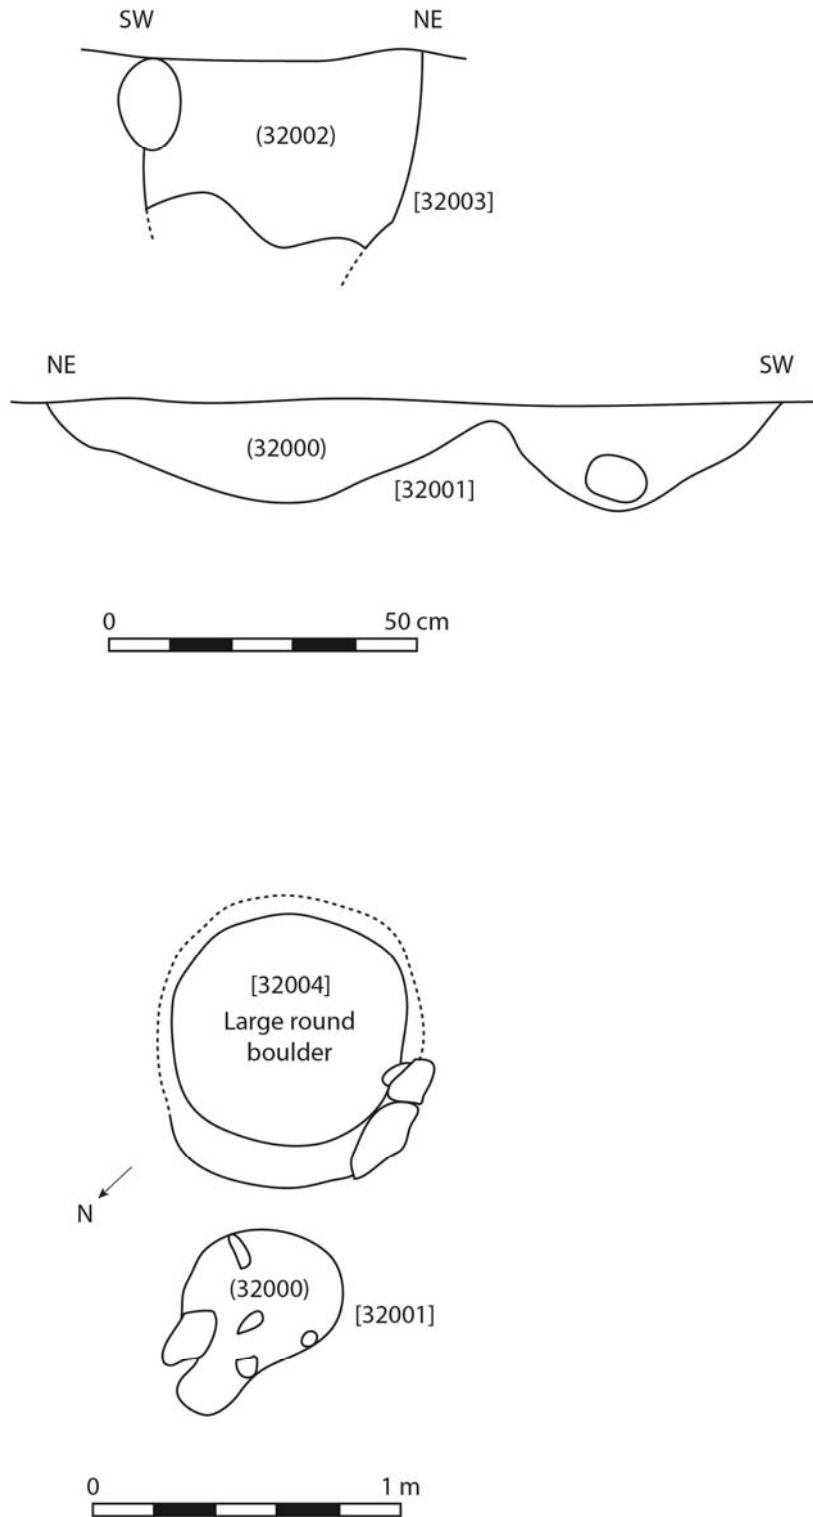 SW NE
(32002)
[32003]
NE SW
(32000)
[32001]
0 50 cm
[32004]
Large round
boulder
N
(32000)
[32001]
0 1 m